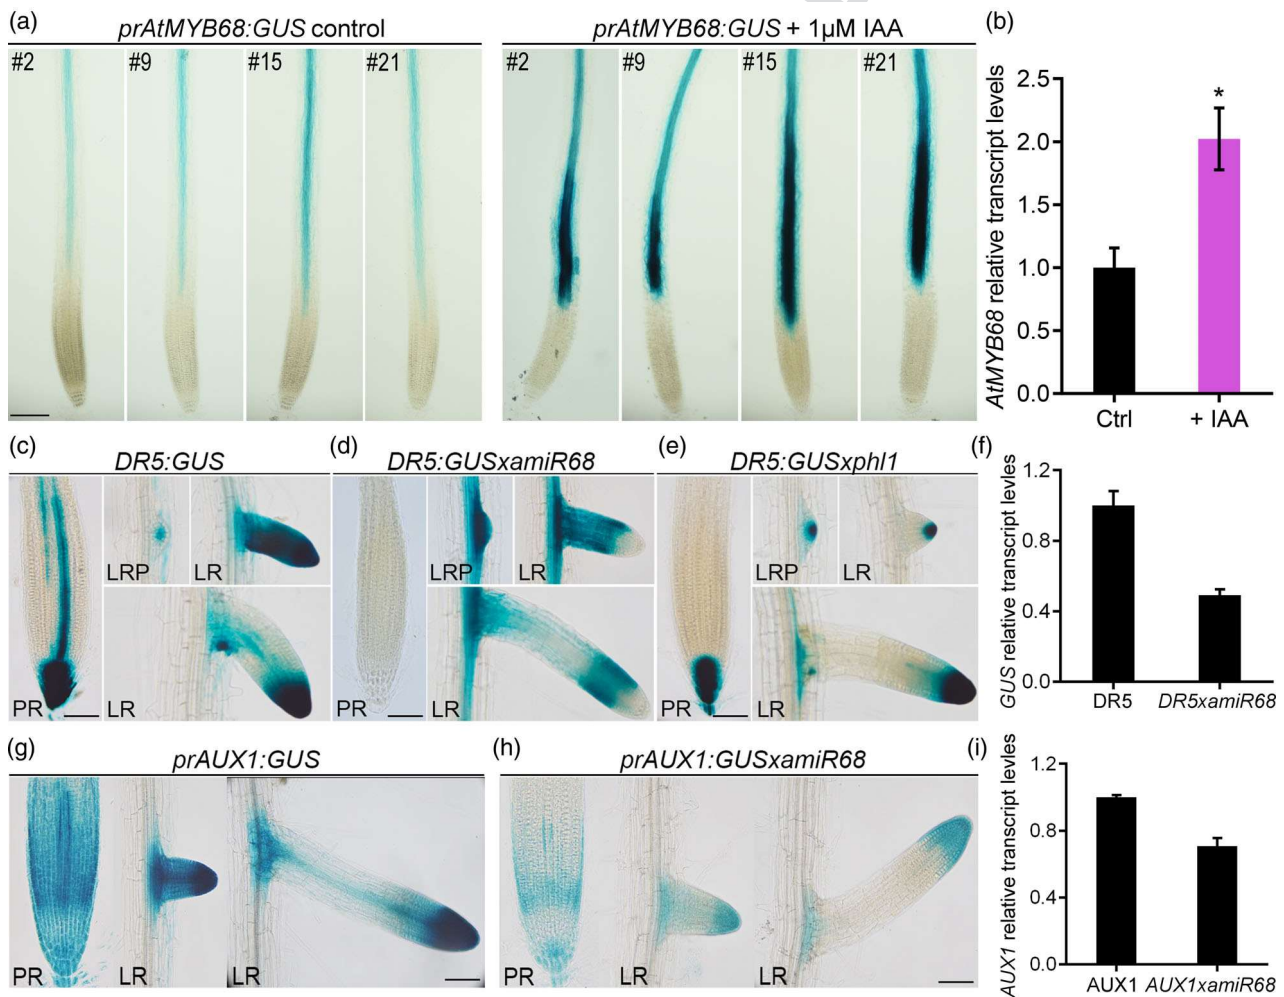 (a)
prAtMYB68:GUS control
prAtMYB68:GUS + 1µM IAA
#2
#9
#15
#21
#2
#9
#15
#21
(b)
AtMYB68 relative transcript levels
2.5
2.0
1.5
1.0
0.5
0.0
*
Ctrl
+ IAA
(c)
DR5:GUS
PR
LRP
LR
LR
(d)
DR5:GUSxamiR68
PR
LRP
LR
LR
(e)
DR5:GUSxphl1
PR
LRP
LR
LR
(f)
GUS relative transcript levles
1.2
0.8
0.4
0.0
DR5
DR5xamiR68
(g)
prAUX1:GUS
PR
LR
LR
(h)
prAUX1:GUSxamiR68
PR
LR
LR
(i)
AUX1 relative transcript levles
1.2
0.8
0.4
0.0
AUX1
AUX1xamiR68